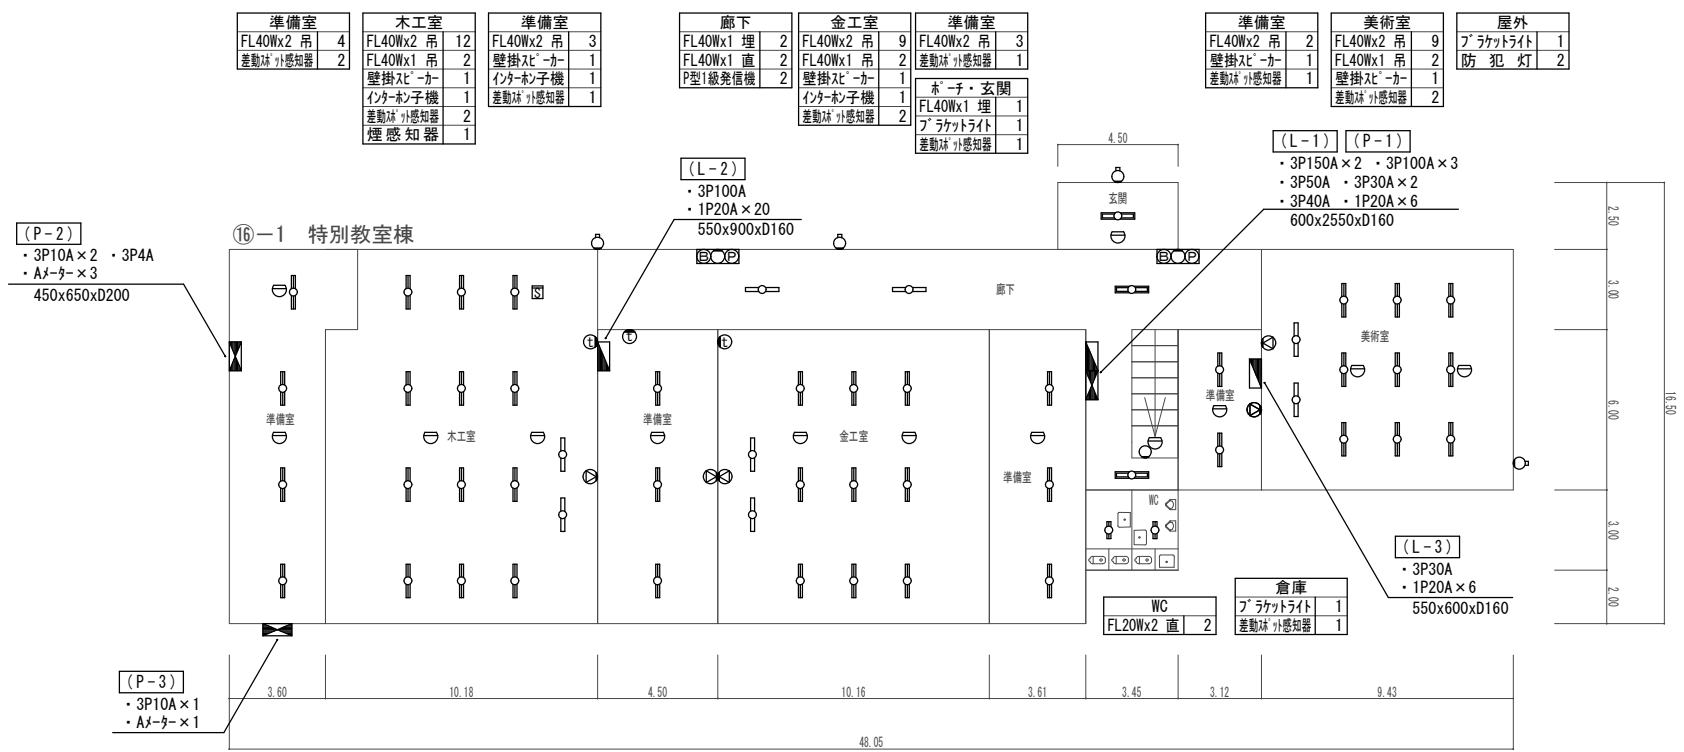 準備室
FL40Wx2 吊 4
差動スポット感知器 2
木工室
FL40Wx2 吊 12
FL40Wx1 吊 2
壁掛スピーカー 1
インターホン子機 1
差動スポット感知器 2
煙感知器 1
準備室
FL40Wx2 吊 3
壁掛スピーカー 1
インターホン子機 1
差動スポット感知器 1
廊下
FL40Wx1 埋 2
FL40Wx1 直 2
P型1級発信機 2
金工室
FL40Wx2 吊 9
FL40Wx1 吊 2
壁掛スピーカー 1
インターホン子機 1
差動スポット感知器 2
準備室
FL40Wx2 吊 3
差動スポット感知器 1
ポーチ・玄関
FL40Wx1 埋 1
ブラケットライト 1
差動スポット感知器 1
準備室
FL40Wx2 吊 2
壁掛スピーカー 1
差動スポット感知器 1
美術室
FL40Wx2 吊 9
FL40Wx1 吊 2
壁掛スピーカー 1
差動スポット感知器 2
屋外
ブラケットライト 1
防犯灯 2
4.50
(L-1) (P-1)
・3P150A×2 ・3P100A×3
・3P50A ・3P30A×2
・3P40A ・1P20A×6
600x2550xD160
(L-2)
・3P100A
・1P20A×20
550x900xD160
(P-2)
・3P10A×2 ・3P4A
・Aメーター×3
450x650xD200
⑯－1 特別教室棟
玄関
2.50
B P
B P
S
廊下
3.00
美術室
t
t
t
準備室
木工室
準備室
金工室
準備室
準備室
6.00
16.50
WC
3.00
2.00
(L-3)
・3P30A
・1P20A×6
550x600xD160
WC
FL20Wx2 直 2
倉庫
ブラケットライト 1
差動スポット感知器 1
(P-3)
・3P10A×1
・Aメーター×1
3.60
10.18
4.50
10.16
3.61
3.45
3.12
9.43
48.05